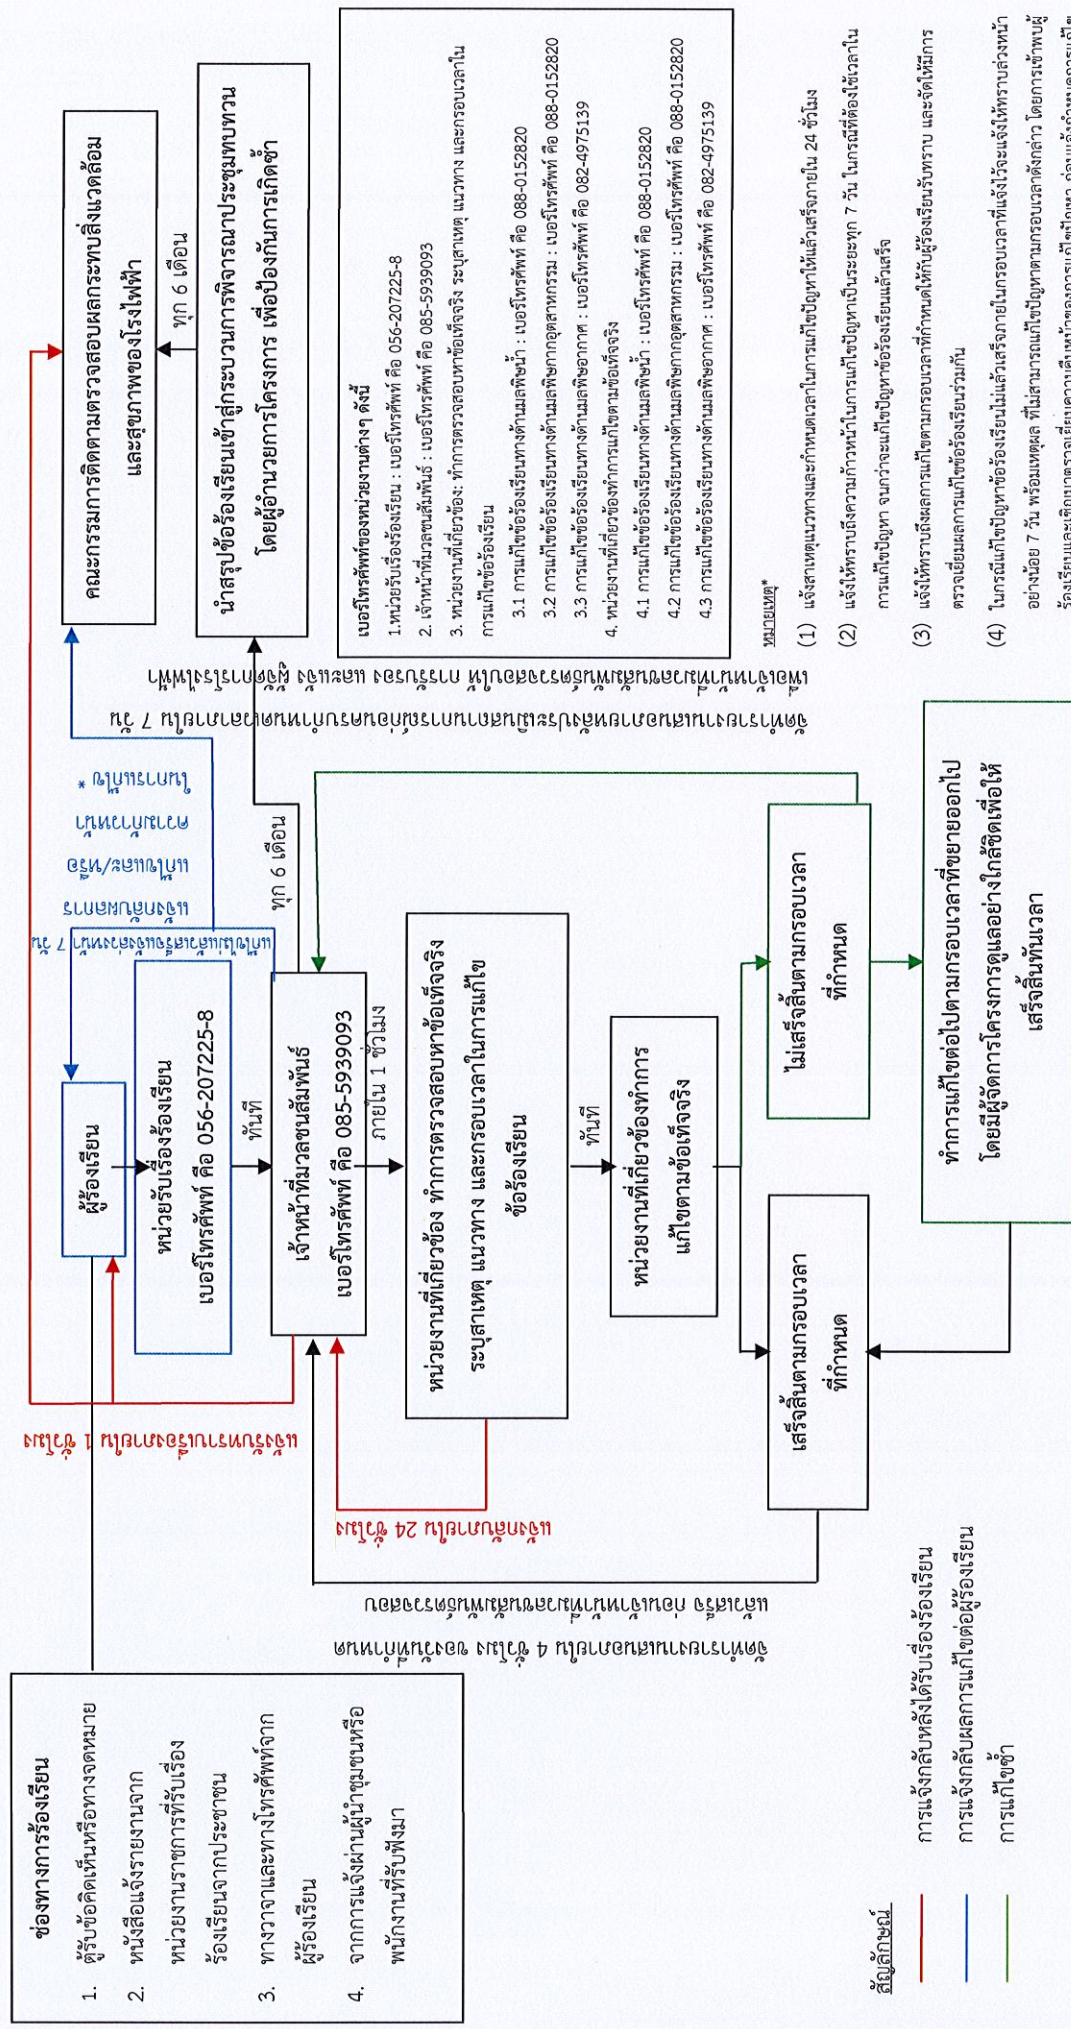 ช่องทางการร้องเรียน
1. ตู้รับข้อคิดเห็นหรือทางจดหมาย
2. หนังสือแจ้งรายงานจาก
หน่วยงานราชการที่รับเรื่อง
ร้องเรียนจากประชาชน
3. ทางวาจาและทางโทรศัพท์จาก
ผู้ร้องเรียน
4. จากการแจ้งผ่านผู้นำชุมชนหรือ
พนักงานที่รับฟังมา
แจ้งรับทราบเรื่องภายใน 1 ชั่วโมง
ผู้ร้องเรียน
หน่วยรับเรื่องร้องเรียน
เบอร์โทรศัพท์ คือ 056-207225-8
ทันที
เจ้าหน้าที่มวลชนสัมพันธ์
เบอร์โทรศัพท์ คือ 085-5939093
ภายใน 1 ชั่วโมง
หน่วยงานที่เกี่ยวข้อง ทำการตรวจสอบหาข้อเท็จจริง
ระบุสาเหตุ แนวทาง และกรอบเวลาในการแก้ไข
ข้อร้องเรียน
แจ้งกลับภายใน 24 ชั่วโมง
ทันที
หน่วยงานที่เกี่ยวข้องทำการ
แก้ไขตามข้อเท็จจริง
เสร็จสิ้นตามกรอบเวลา
ที่กำหนด
ไม่เสร็จสิ้นตามกรอบเวลา
ที่กำหนด
ทำการแก้ไขต่อไปตามกรอบเวลาที่ขยายออกไป
โดยมีผู้จัดการโครงการดูแลอย่างใกล้ชิดเพื่อให้
เสร็จสิ้นทันเวลา
จัดทำรายงานเสนอภายใน 4 ชั่วโมง ของวันที่กำหนด
แล้วเสร็จ ก่อนเจ้าหน้าที่มวลชนสัมพันธ์ตรวจสอบ
แก้ไขไม่แล้วเสร็จแจ้งล่วงหน้า 7 วัน
แจ้งกลับผลการ
แก้ไขและ/หรือ
ความก้าวหน้า
ในการแก้ไข *
ทุก 6 เดือน
จัดทำรายงานเสนอภายหลังประเมินสถานการณ์ก่อนครบกำหนดเวลาภายใน 7 วัน
เพื่อเจ้าหน้าที่มวลชนสัมพันธ์ตรวจสอบ ให้ การรับรอง และแจ้ง ผู้จัดการโรงไฟฟ้า
คณะกรรมการติดตามตรวจสอบผลกระทบสิ่งแวดล้อม
และสุขภาพของโรงไฟฟ้า
ทุก 6 เดือน
นำสรุปข้อร้องเรียนเข้าสู่กระบวนการพิจารณาประชุมทบทวน
โดยผู้อำนวยการโครงการ เพื่อป้องกันการเกิดซ้ำ
เบอร์โทรศัพท์ของหน่วยงานต่างๆ ดังนี้
1.หน่วยรับเรื่องร้องเรียน : เบอร์โทรศัพท์ คือ 056-207225-8
2. เจ้าหน้าที่มวลชนสัมพันธ์ : เบอร์โทรศัพท์ คือ 085-5939093
3. หน่วยงานที่เกี่ยวข้อง: ทำการตรวจสอบหาข้อเท็จจริง ระบุสาเหตุ แนวทาง และกรอบเวลาใน
การแก้ไขข้อร้องเรียน
3.1 การแก้ไขข้อร้องเรียนทางด้านมลพิษน้ำ : เบอร์โทรศัพท์ คือ 088-0152820
3.2 การแก้ไขข้อร้องเรียนทางด้านมลพิษกากอุตสาหกรรม : เบอร์โทรศัพท์ คือ 088-0152820
3.3 การแก้ไขข้อร้องเรียนทางด้านมลพิษอากาศ : เบอร์โทรศัพท์ คือ 082-4975139
4. หน่วยงานที่เกี่ยวข้องทำการแก้ไขตามข้อเท็จจริง
4.1 การแก้ไขข้อร้องเรียนทางด้านมลพิษน้ำ : เบอร์โทรศัพท์ คือ 088-0152820
4.2 การแก้ไขข้อร้องเรียนทางด้านมลพิษกากอุตสาหกรรม : เบอร์โทรศัพท์ คือ 088-0152820
4.3 การแก้ไขข้อร้องเรียนทางด้านมลพิษอากาศ : เบอร์โทรศัพท์ คือ 082-4975139
หมายเหตุ*
(1) แจ้งสาเหตุแนวทางและกำหนดเวลาในการแก้ไขปัญหาให้แล้วเสร็จภายใน 24 ชั่วโมง
(2) แจ้งให้ทราบถึงความก้าวหน้าในการแก้ไขปัญหาเป็นระยะทุก 7 วัน ในกรณีที่ต้องใช้เวลาใน
การแก้ไขปัญหา จนกว่าจะแก้ไขปัญหาข้อร้องเรียนแล้วเสร็จ
(3) แจ้งให้ทราบถึงผลการแก้ไขตามกรอบเวลาที่กำหนดให้กับผู้ร้องเรียนรับทราบ และจัดให้มีการ
ตรวจเยี่ยมผลการแก้ไขข้อร้องเรียนร่วมกัน
(4) ในกรณีแก้ไขปัญหาข้อร้องเรียนไม่แล้วเสร็จภายในกรอบเวลาที่แจ้งไว้จะแจ้งให้ทราบล่วงหน้า
อย่างน้อย 7 วัน พร้อมเหตุผล ที่ไม่สามารถแก้ไขปัญหาตามกรอบเวลาดังกล่าว โดยการเข้าพบผู้
สัญลักษณ์
การแจ้งกลับหลังได้รับเรื่องร้องเรียน
การแจ้งกลับผลการแก้ไขต่อผู้ร้องเรียน
การแก้ไขซ้ำ